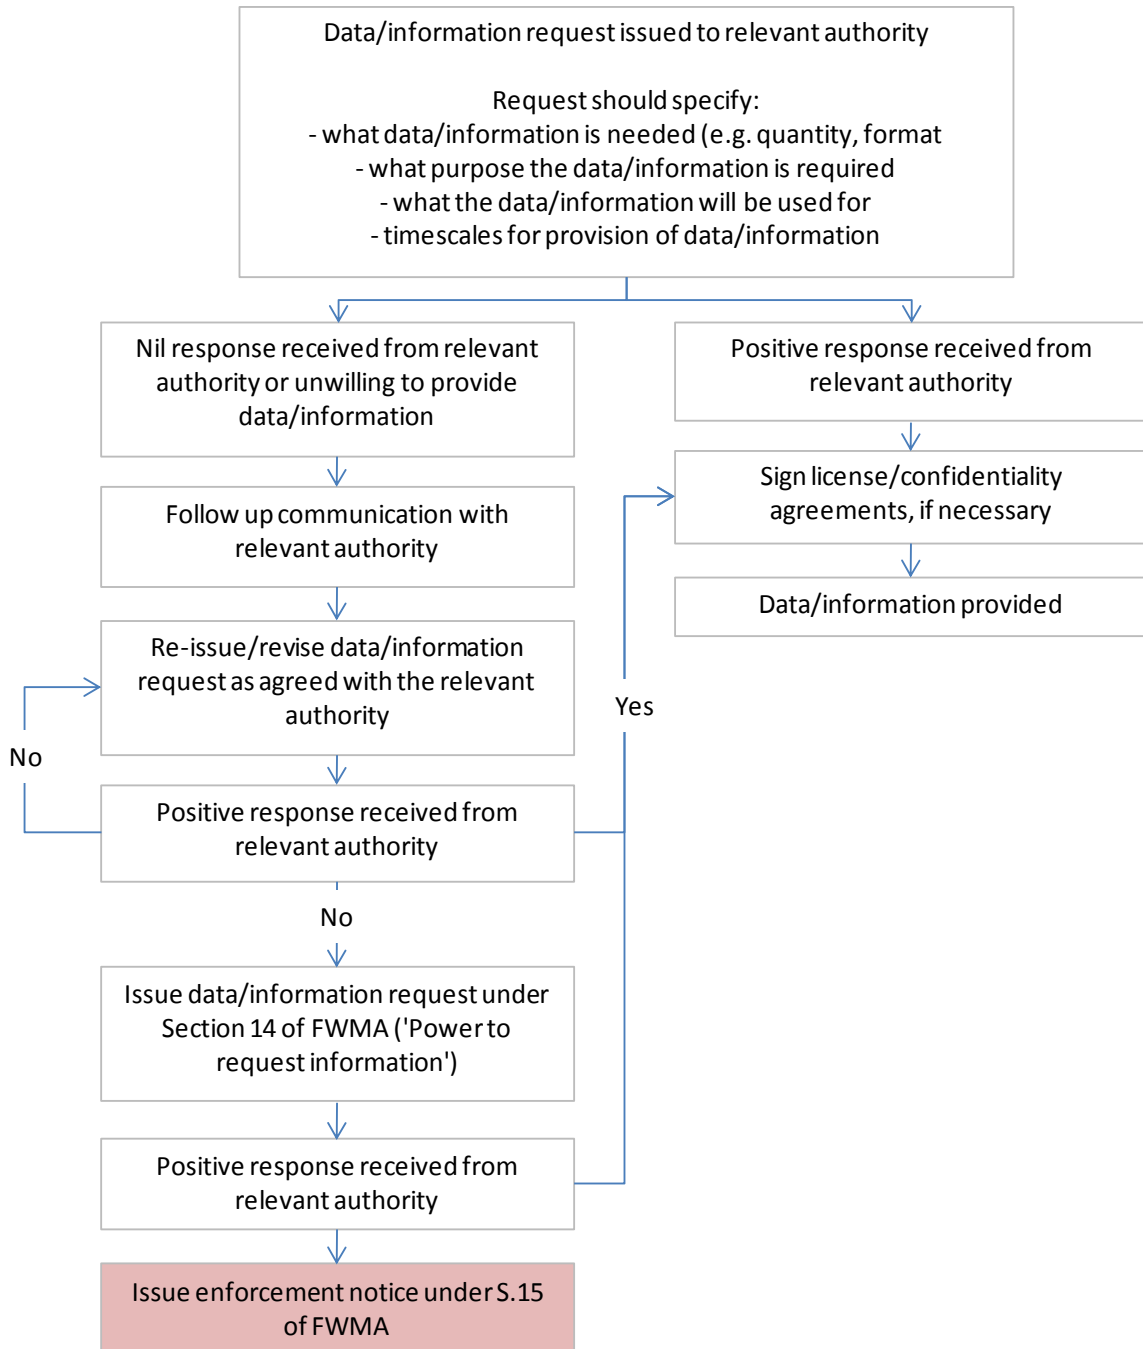 Data/information request issued to relevant authority
Request should specify:
- what data/information is needed (e.g. quantity, format
- what purpose the data/information is required
- what the data/information will be used for
- timescales for provision of data/information
Nil response received from relevant
authority or unwilling to provide
data/information
Positive response received from
relevant authority
Follow up communication with
relevant authority
Sign license/confidentiality
agreements, if necessary
Data/information provided
Re-issue/revise data/information
request as agreed with the relevant
authority
Yes
No
Positive response received from
relevant authority
No
Issue data/information request under
Section 14 of FWMA ('Power to
request information')
Positive response received from
relevant authority
Issue enforcement notice under S.15
of FWMA